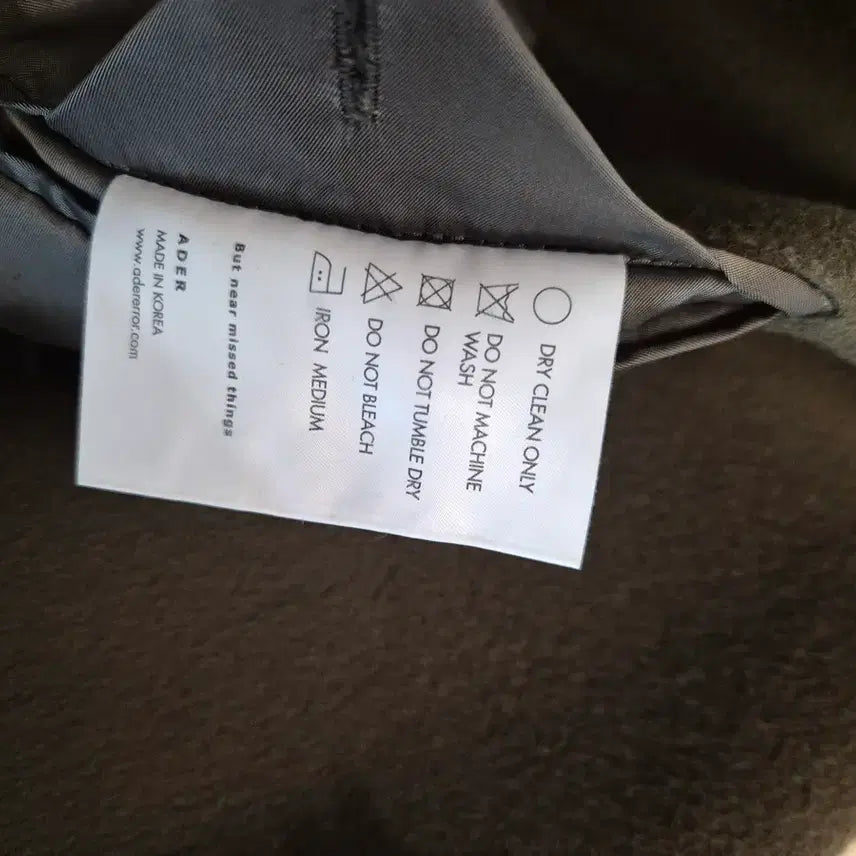 DRY CLEAN ONLY
DO NOT MACHINE
WASH
DO NOT TUMBLE DRY
DO NOT BLEACH
IRON MEDIUM
But near missed things
ADER
MADE IN KOREA
www.adererror.com